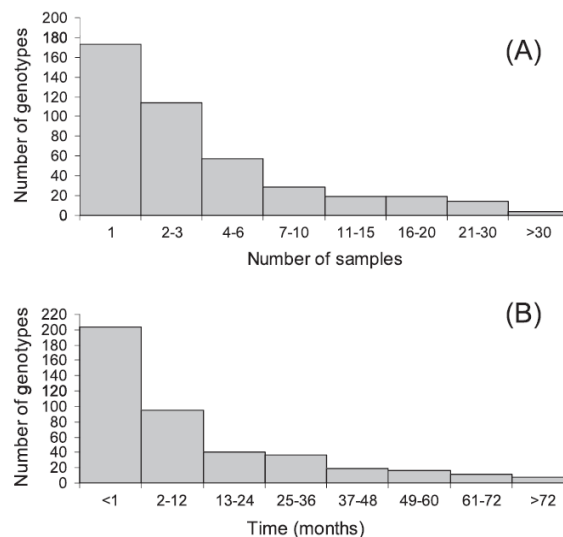 (A)
Number of genotypes
200
180
160
140
120
100
80
60
40
20
0
1 2-3 4-6 7-10 11-15 16-20 21-30 >30
Number of samples
(B)
Number of genotypes
220
200
180
160
140
120
100
80
60
40
20
0
<1 2-12 13-24 25-36 37-48 49-60 61-72 >72
Time (months)